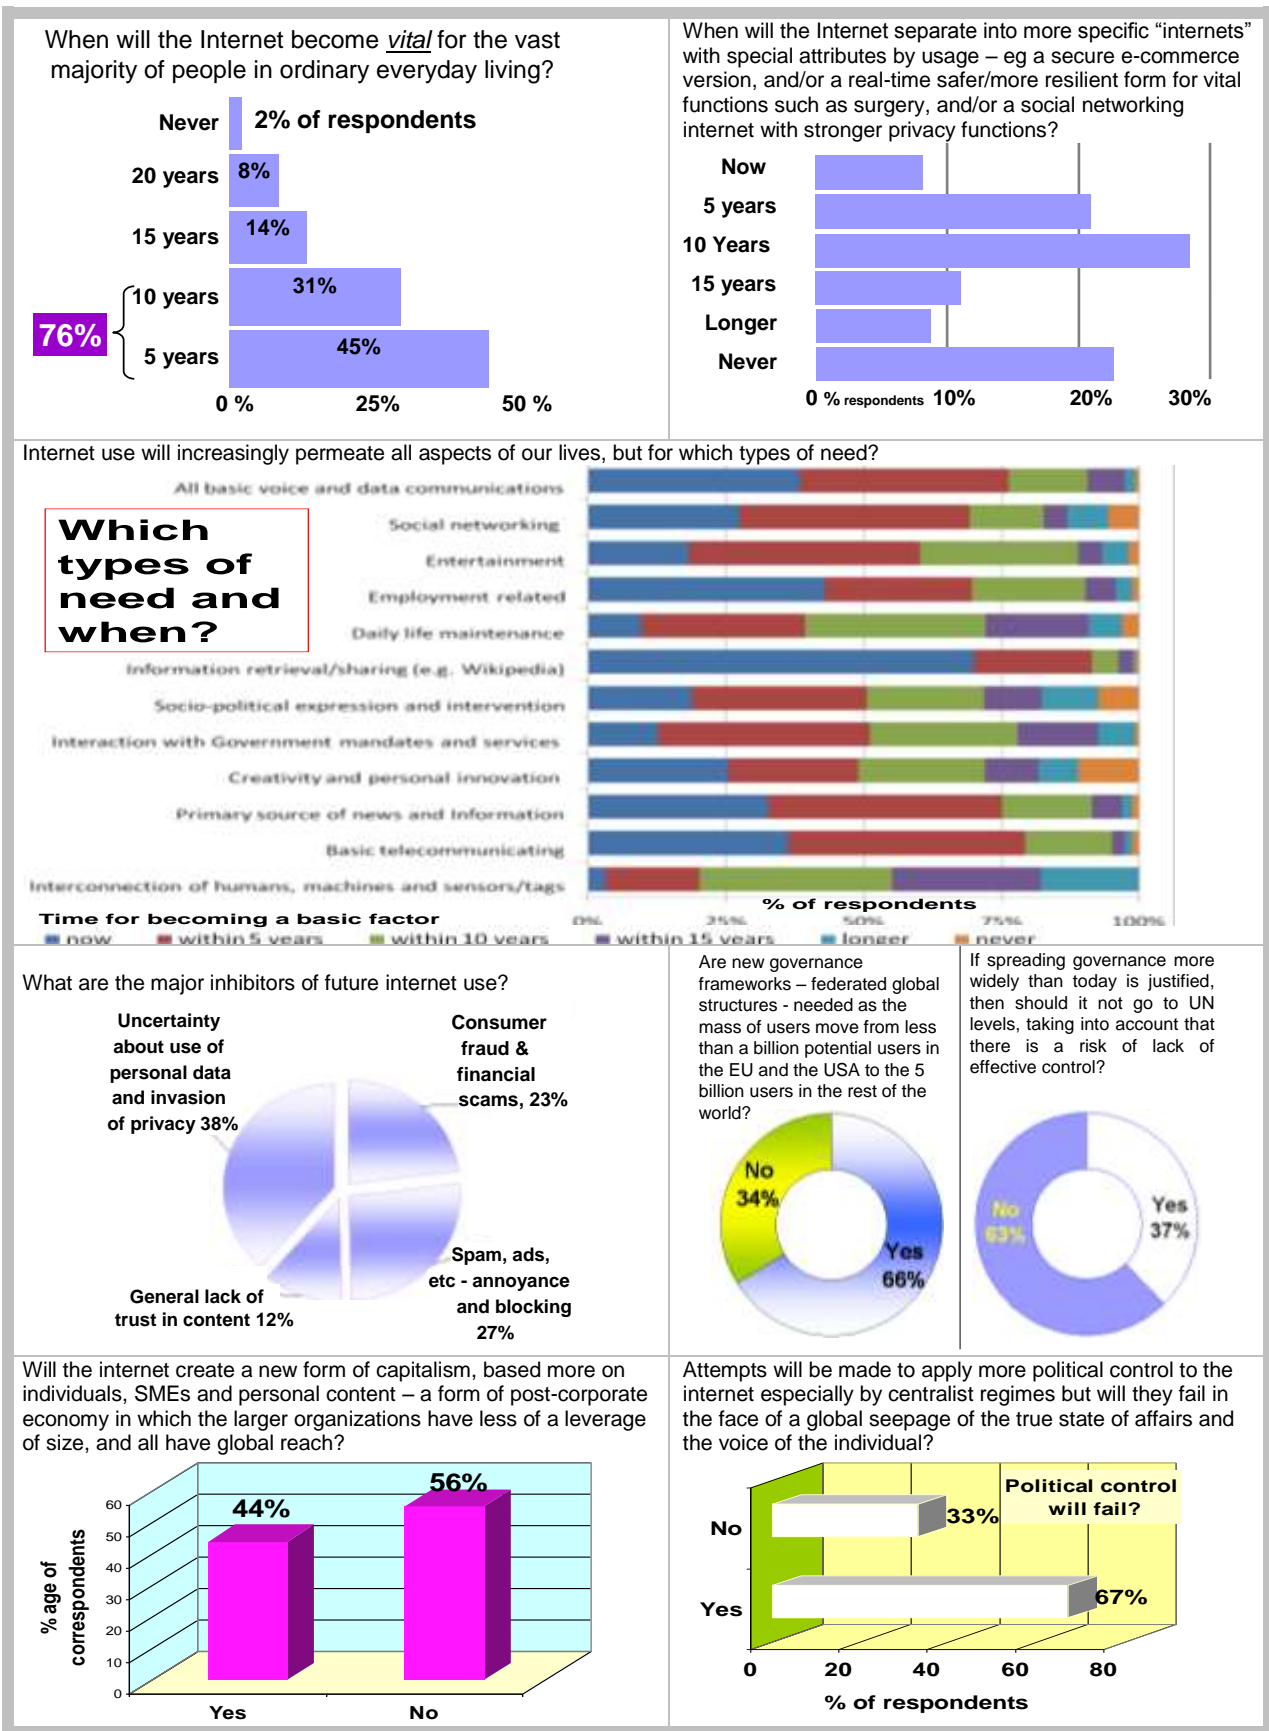 When will the Internet become vital for the vast
majority of people in ordinary everyday living?
Never
2% of respondents
20 years
8%
15 years
14%
10 years
31%
76%
5 years
45%
0 %
25%
50 %
When will the Internet separate into more specific “internets”
with special attributes by usage – eg a secure e-commerce
version, and/or a real-time safer/more resilient form for vital
functions such as surgery, and/or a social networking
internet with stronger privacy functions?
Now
5 years
10 Years
15 years
Longer
Never
0 % respondents 10%
20%
30%
Internet use will increasingly permeate all aspects of our lives, but for which types of need?
Which
types of
need and
when?
All basic voice and data communications
Social networking
Entertainment
Employment related
Daily life maintenance
Information retrieval/sharing (e.g. Wikipedia)
Socio-political expression and intervention
Interaction with Government mandates and services
Creativity and personal innovation
Primary source of news and Information
Basic telecommunicating
Interconnection of humans, machines and sensors/tags
% of respondents
Time for becoming a basic factor
0%
25%
50%
75%
100%
now
within 5 years
within 10 years
within 15 years
longer
never
What are the major inhibitors of future internet use?
Uncertainty
about use of
personal data
and invasion
of privacy 38%
Consumer
fraud &
financial
scams, 23%
Spam, ads,
etc - annoyance
and blocking
27%
General lack of
trust in content 12%
Are new governance
frameworks – federated global
structures - needed as the
mass of users move from less
than a billion potential users in
the EU and the USA to the 5
billion users in the rest of the
world?
No
34%
Yes
66%
If spreading governance more
widely than today is justified,
then should it not go to UN
levels, taking into account that
there is a risk of lack of
effective control?
No
63%
Yes
37%
Will the internet create a new form of capitalism, based more on
individuals, SMEs and personal content – a form of post-corporate
economy in which the larger organizations have less of a leverage
of size, and all have global reach?
% age of
correspondents
60
50
40
30
20
10
0
44%
56%
Yes
No
Attempts will be made to apply more political control to the
internet especially by centralist regimes but will they fail in
the face of a global seepage of the true state of affairs and
the voice of the individual?
Political control
will fail?
No
33%
Yes
67%
0
20
40
60
80
% of respondents